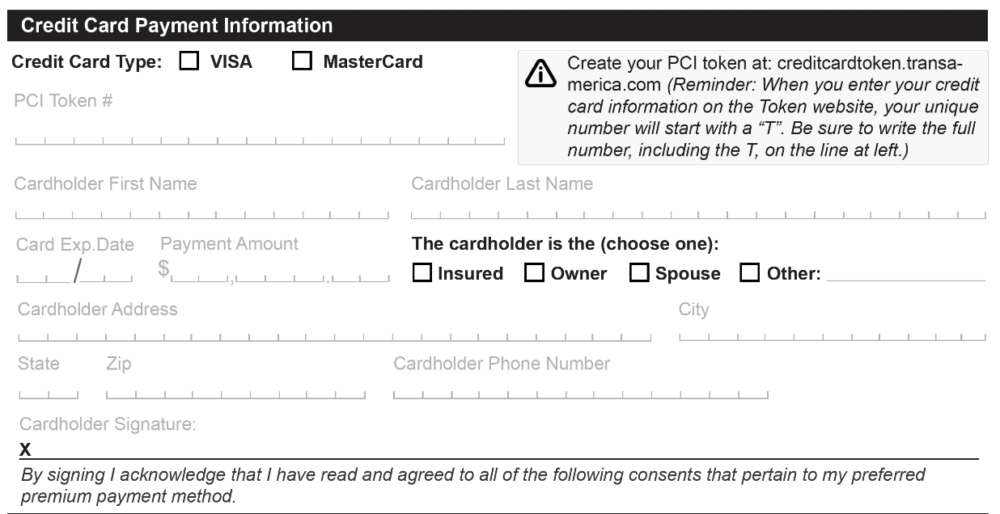 Credit Card Payment Information
Credit Card Type: VISA MasterCard
Create your PCI token at: creditcardtoken.transa-
merica.com (Reminder: When you enter your credit
card information on the Token website, your unique
number will start with a “T”. Be sure to write the full
number, including the T, on the line at left.)
PCI Token #
Cardholder First Name
Cardholder Last Name
Card Exp.Date
/
Payment Amount
$ , .
The cardholder is the (choose one):
Insured Owner Spouse Other:
Cardholder Address
City
State
Zip
Cardholder Phone Number
Cardholder Signature:
X
By signing I acknowledge that I have read and agreed to all of the following consents that pertain to my preferred
premium payment method.